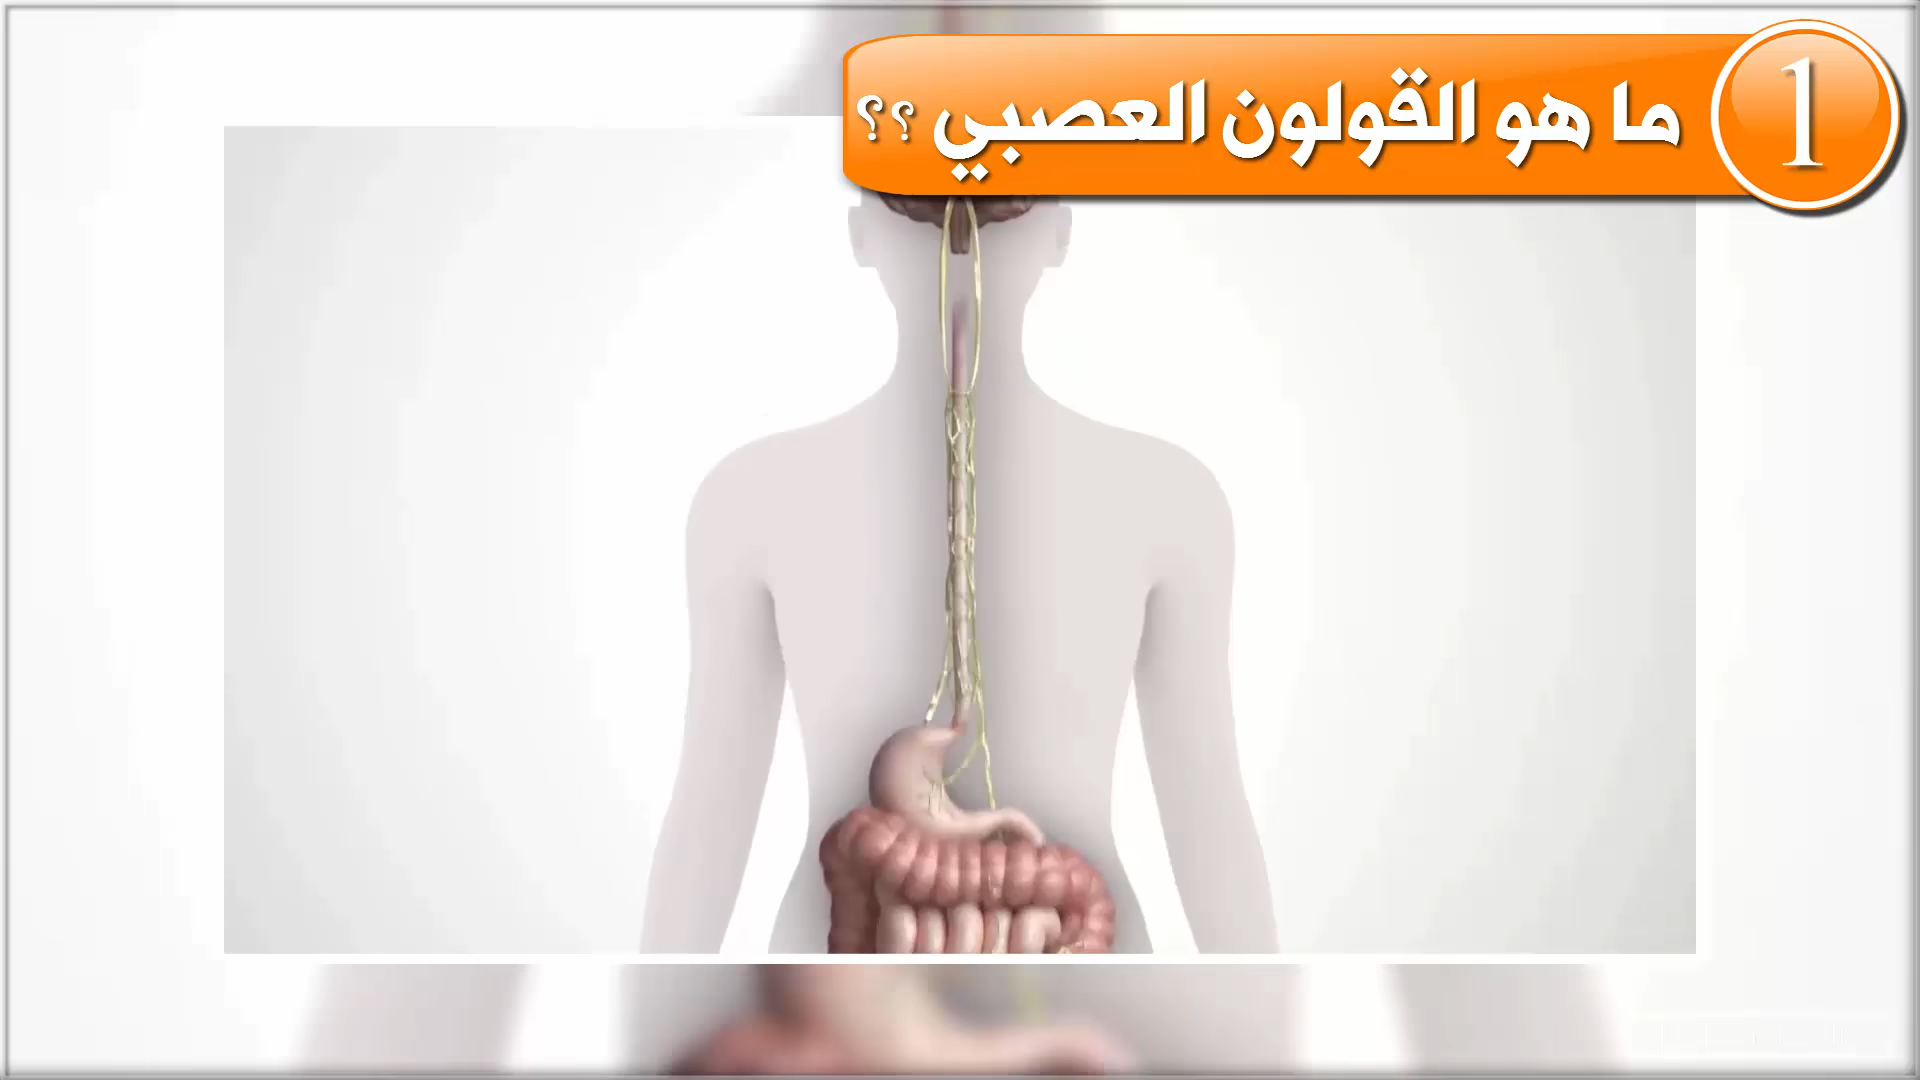 1 ما هو القولون العصبي ؟؟